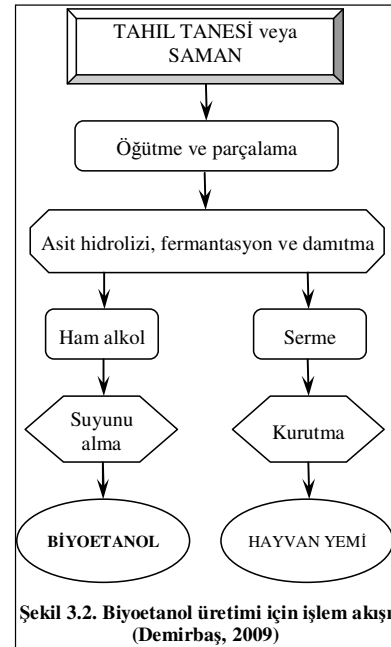 TAHIL TANESİ veya
SAMAN
Öğütme ve parçalama
Asit hidrolizi, fermantasyon ve damıtma
Ham alkol
Serme
Suyunu
alma
Kurutma
BİYOETANOL
HAYVAN YEMİ
Şekil 3.2. Biyoetanol üretimi için işlem akışı
(Demirbaş, 2009)